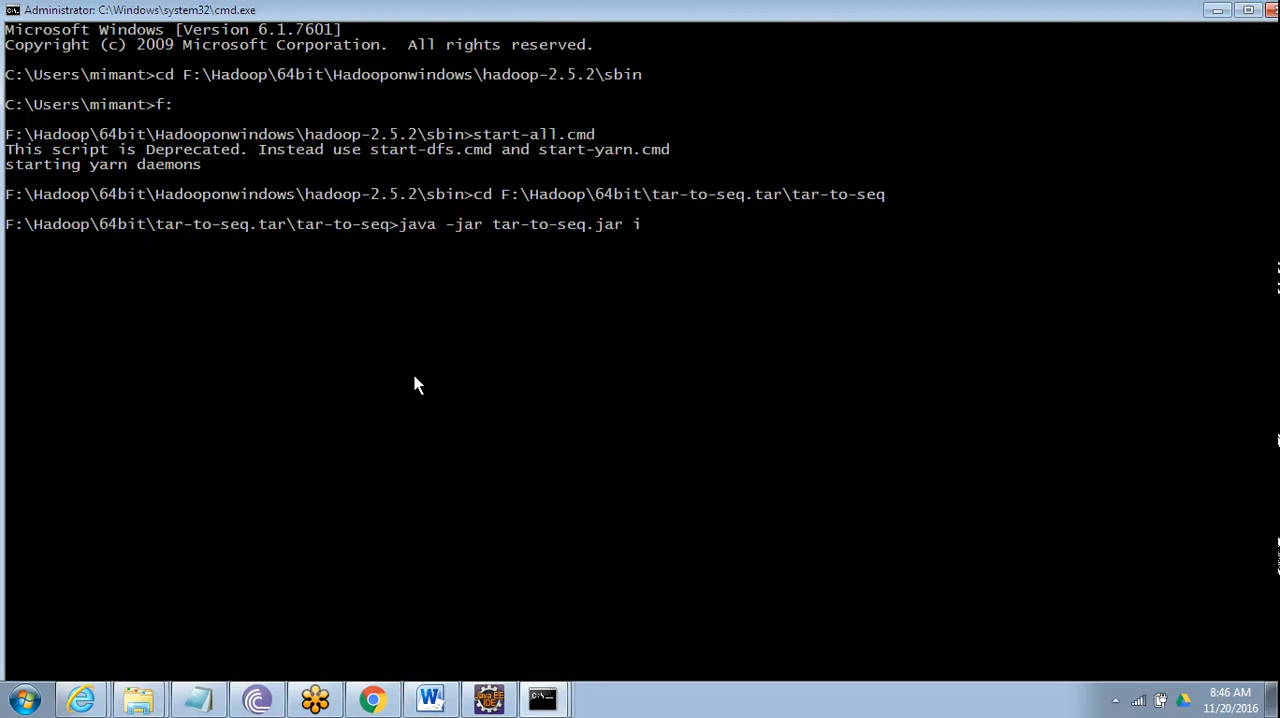 Administrator: C:\Windows\system32\cmd.exe
Microsoft Windows [Version 6.1.7601]
Copyright (c) 2009 Microsoft Corporation.  All rights reserved.
C:\Users\mimant>cd F:\Hadoop\64bit\Hadooponwindows\hadoop-2.5.2\sbin
C:\Users\mimant>f:
F:\Hadoop\64bit\Hadooponwindows\hadoop-2.5.2\sbin>start-all.cmd
This script is Deprecated. Instead use start-dfs.cmd and start-yarn.cmd
starting yarn daemons
F:\Hadoop\64bit\Hadooponwindows\hadoop-2.5.2\sbin>cd F:\Hadoop\64bit\tar-to-seq.tar\tar-to-seq
F:\Hadoop\64bit\tar-to-seq.tar\tar-to-seq>java -jar tar-to-seq.jar i
W
Java EE
IDE
C:\.
8:46 AM
11/20/2016